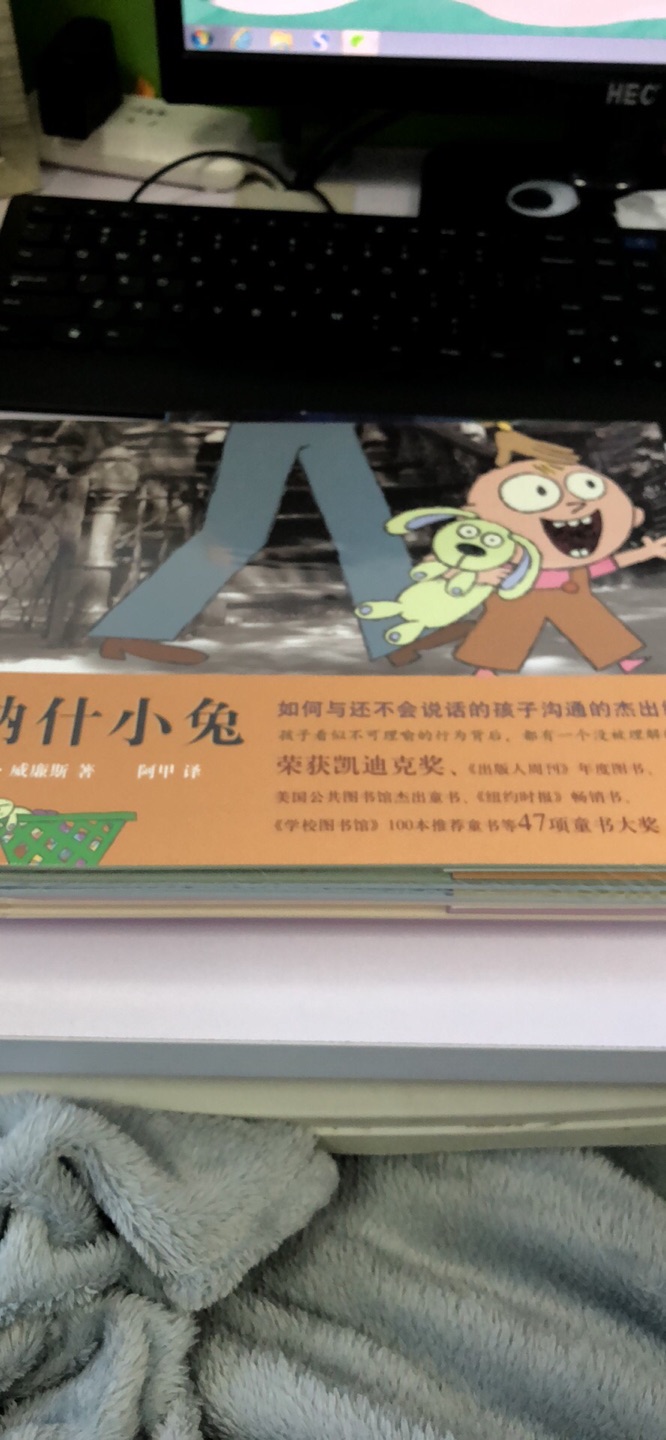 HEC
什小兔
如何与还不会说话的孩子沟通的杰出
孩子看似不可理喻的行为背后,都有一个没被理解
荣获凯迪克奖、《出版人周刊》年度图书、
威廉斯 著 阿甲 译
美国公共图书馆杰出童书、《纽约时报》畅销书、
《学校图书馆》100本推荐童书等47项童书大奖